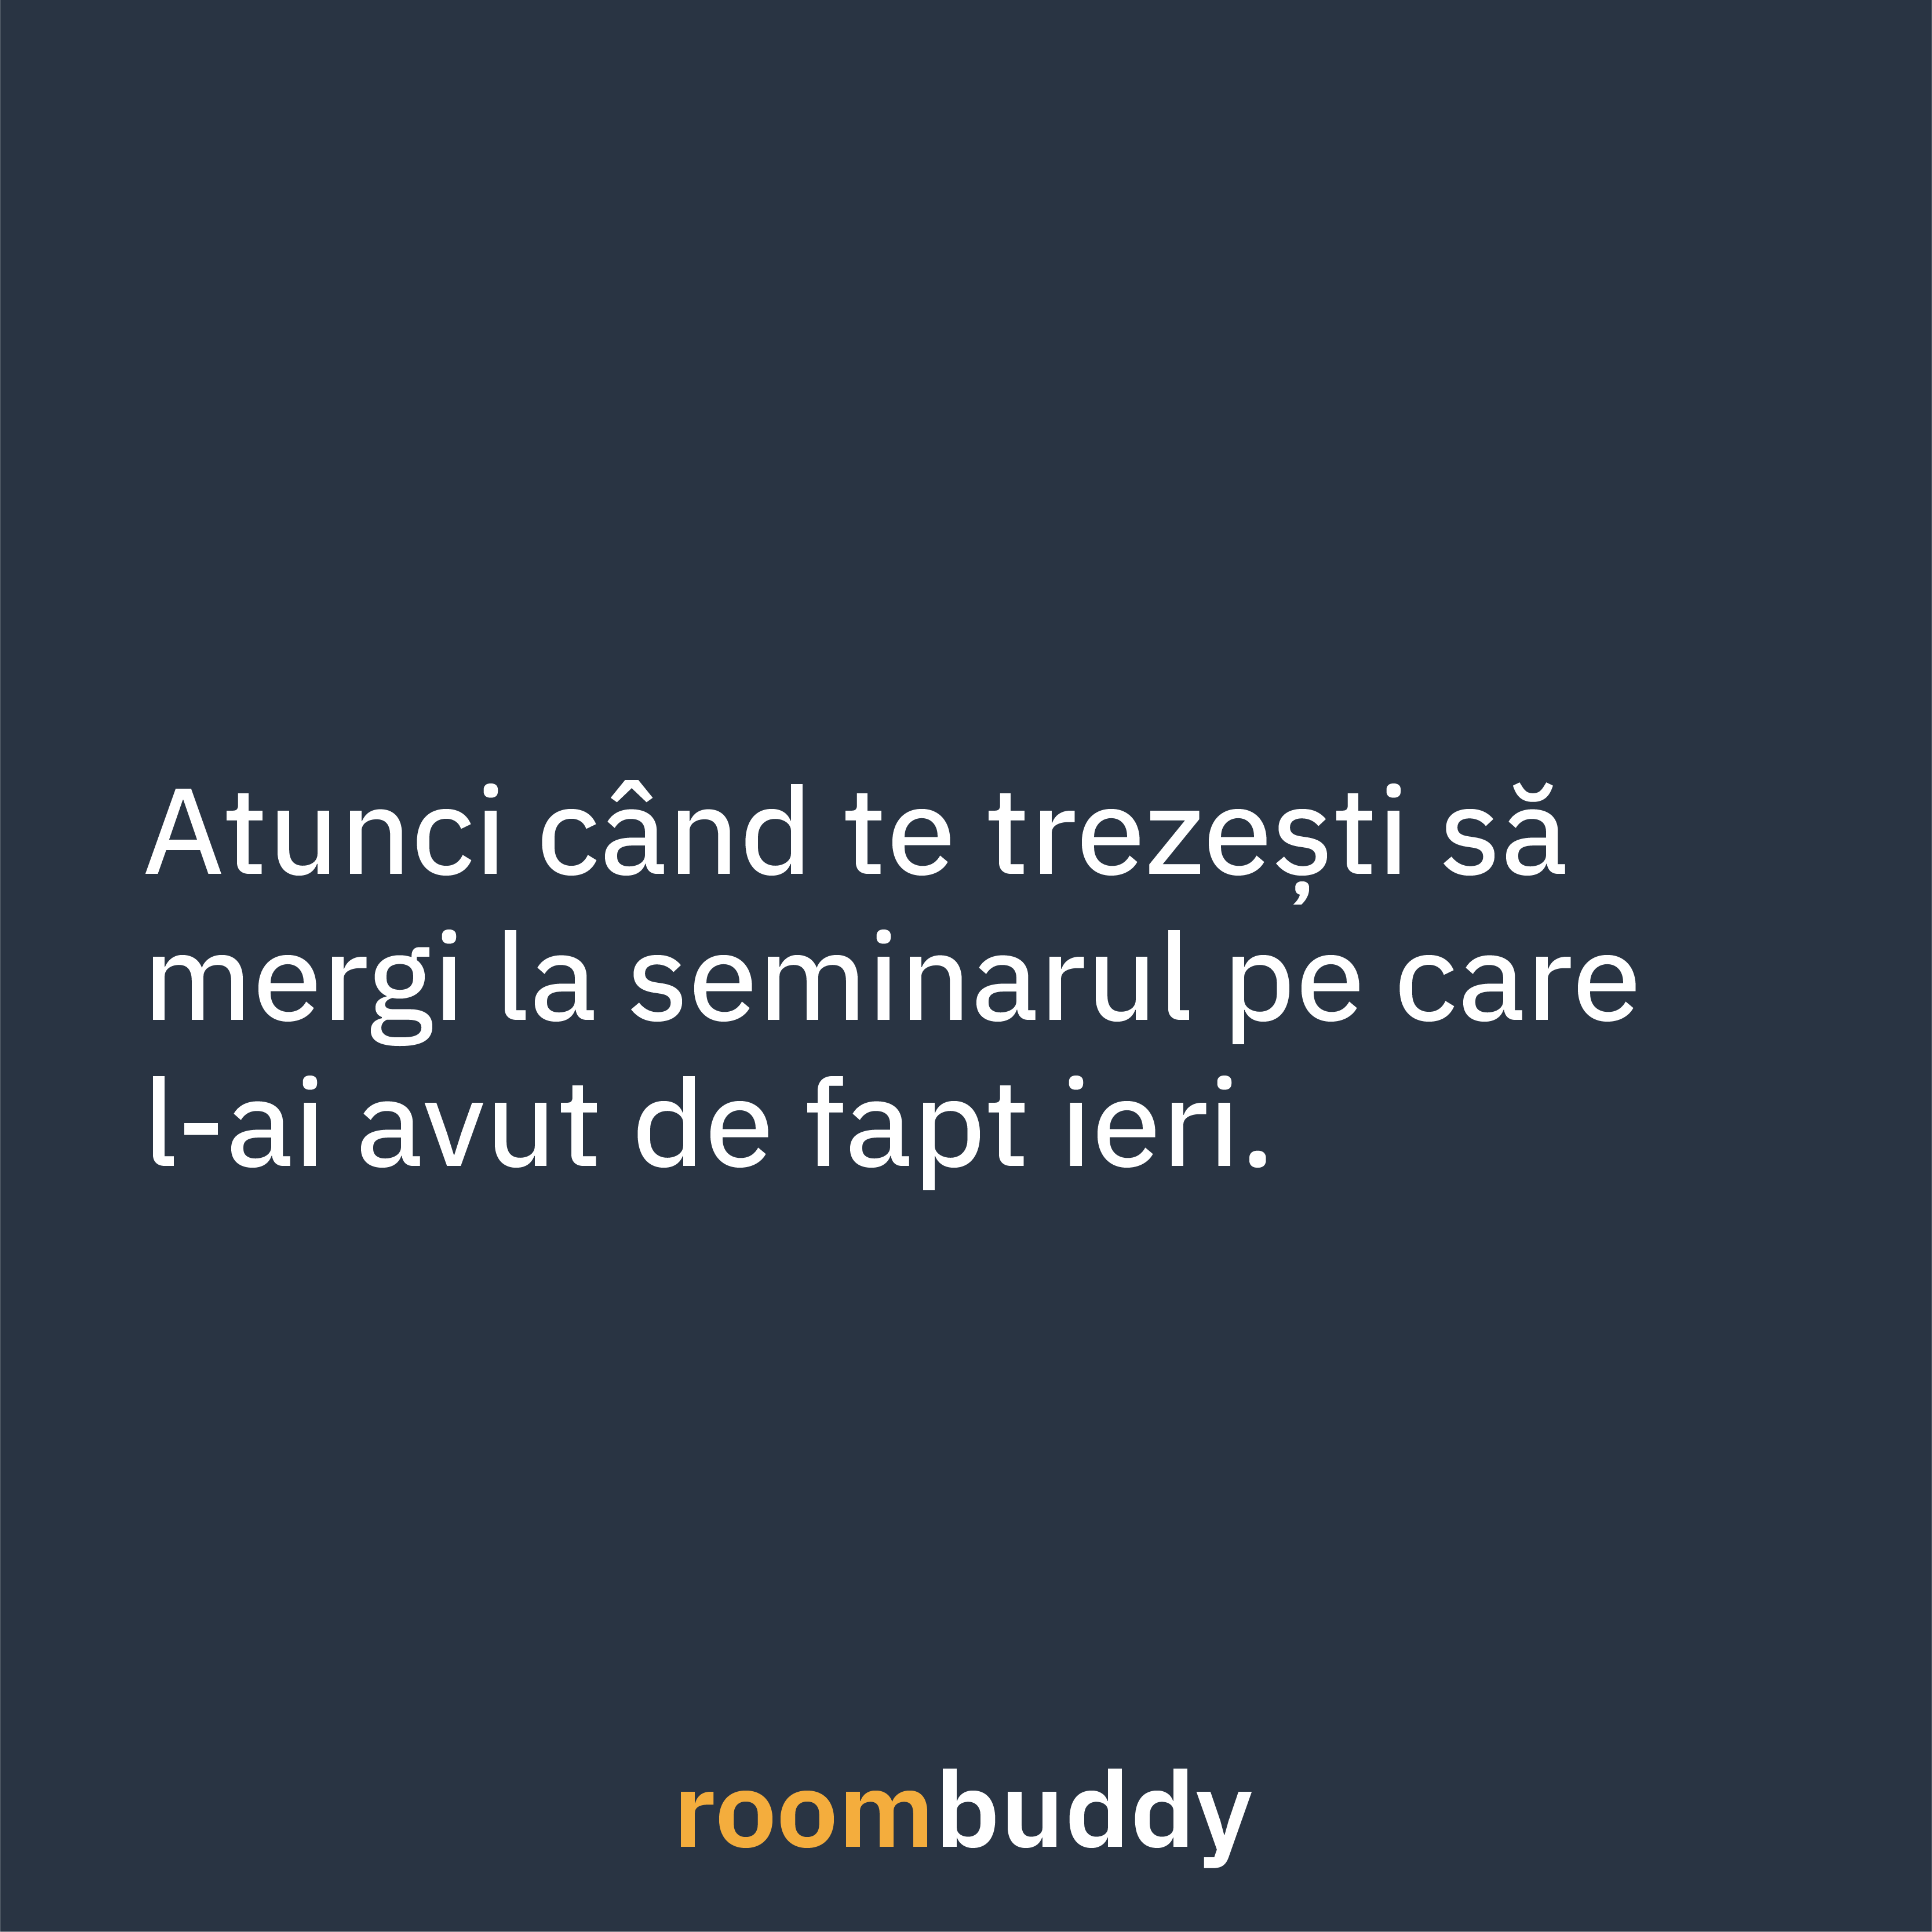 Atunci când te trezești să
mergi la seminarul pe care
l-ai avut de fapt ieri.
roombuddy